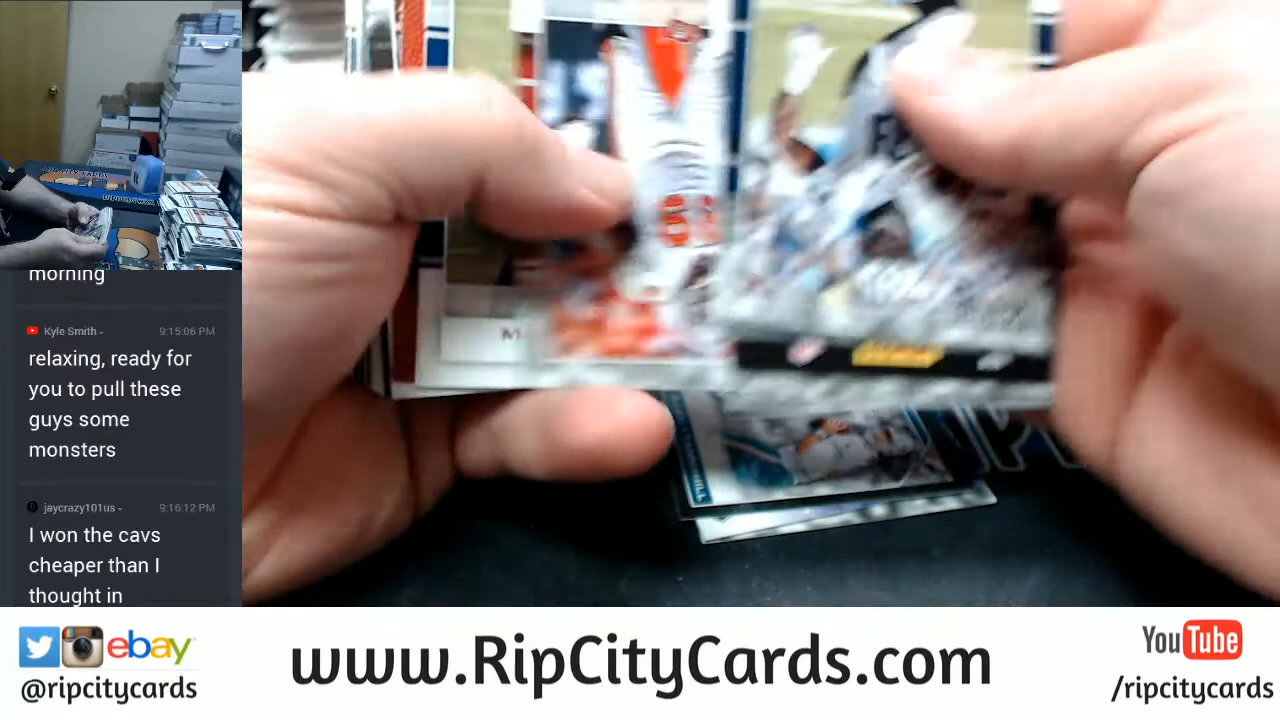 morning
Kyle Smith
9:15:06 PM
relaxing, ready for
you to pull these
guys some
monsters
jaycrazy101us
9:16:12 PM
I won the cavs
cheaper than I
thought in
ebay
@ripcitycards
www.RipCityCards.com
YouTube
/ripcitycards